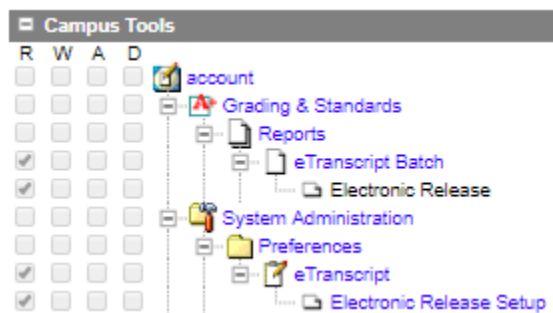 Campus Tools
R W A D
account
Grading & Standards
Reports
eTranscript Batch
Electronic Release
System Administration
Preferences
eTranscript
Electronic Release Setup